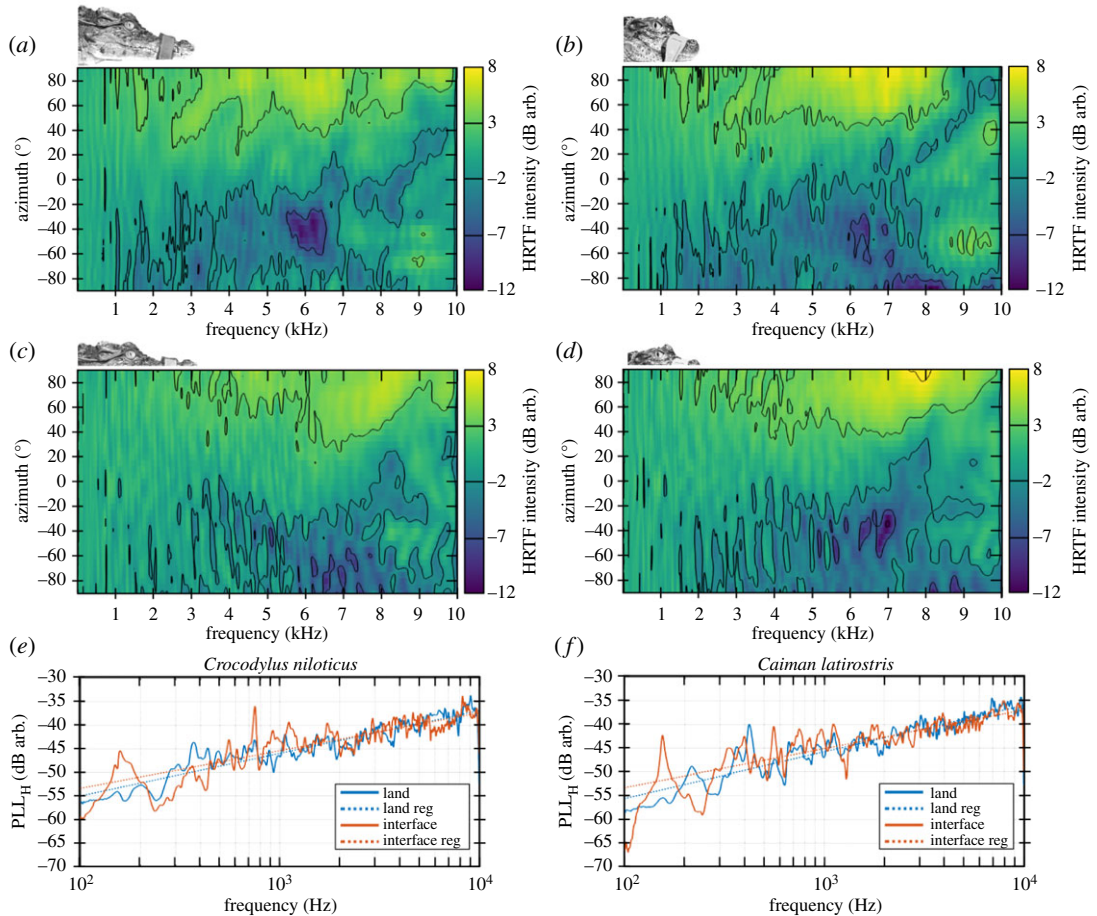 (a)
(b)
80
60
40
20
0
−20
−40
−60
−80
azimuth (°)
1 2 3 4 5 6 7 8 9 10
frequency (kHz)
8
3
−2
−7
−12
HRTF intensity (dB arb.)
80
60
40
20
0
−20
−40
−60
−80
azimuth (°)
1 2 3 4 5 6 7 8 9 10
frequency (kHz)
8
3
−2
−7
−12
HRTF intensity (dB arb.)
(c)
(d)
80
60
40
20
0
−20
−40
−60
−80
azimuth (°)
1 2 3 4 5 6 7 8 9 10
frequency (kHz)
8
3
−2
−7
−12
HRTF intensity (dB arb.)
80
60
40
20
0
−20
−40
−60
−80
azimuth (°)
1 2 3 4 5 6 7 8 9 10
frequency (kHz)
8
3
−2
−7
−12
HRTF intensity (dB arb.)
(e)
Crocodylus niloticus
−30
−35
−40
−45
−50
−55
−60
−65
−70
PLL_H (dB arb.)
land
land reg
interface
interface reg
10² 10³ 10⁴
frequency (Hz)
(f)
Caiman latirostris
−30
−35
−40
−45
−50
−55
−60
−65
−70
PLL_H (dB arb.)
land
land reg
interface
interface reg
10² 10³ 10⁴
frequency (Hz)